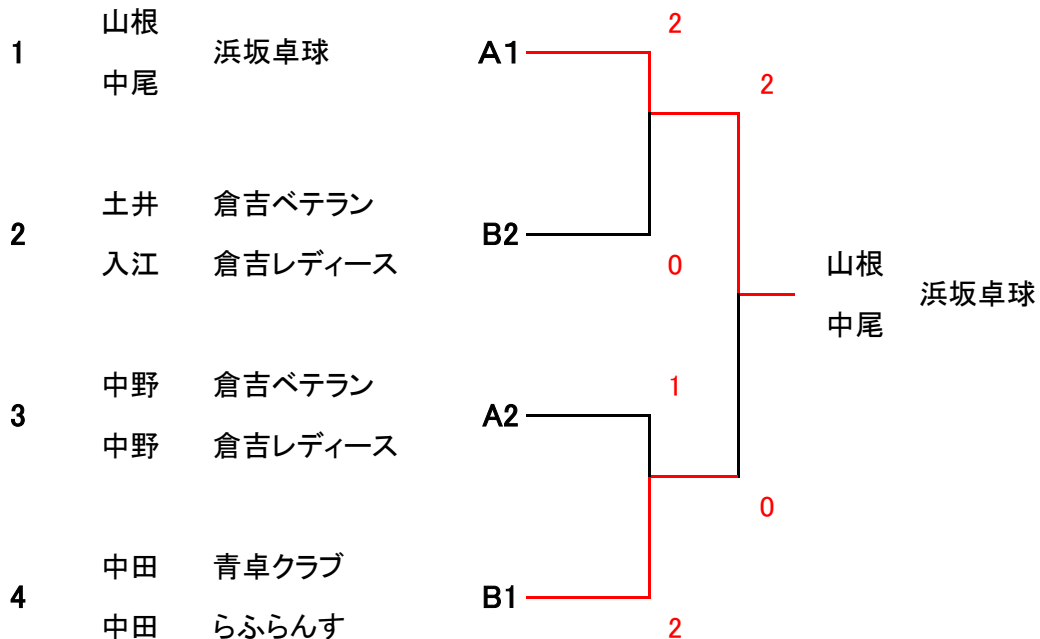 山根
1 浜坂卓球 A1
中尾
2
2
土井 倉吉ベテラン
2 B2
入江 倉吉レディース
0
山根
浜坂卓球
中尾
中野 倉吉ベテラン
1
3 A2
中野 倉吉レディース
0
中田 青卓クラブ
4 B1
中田 らふらんす
2